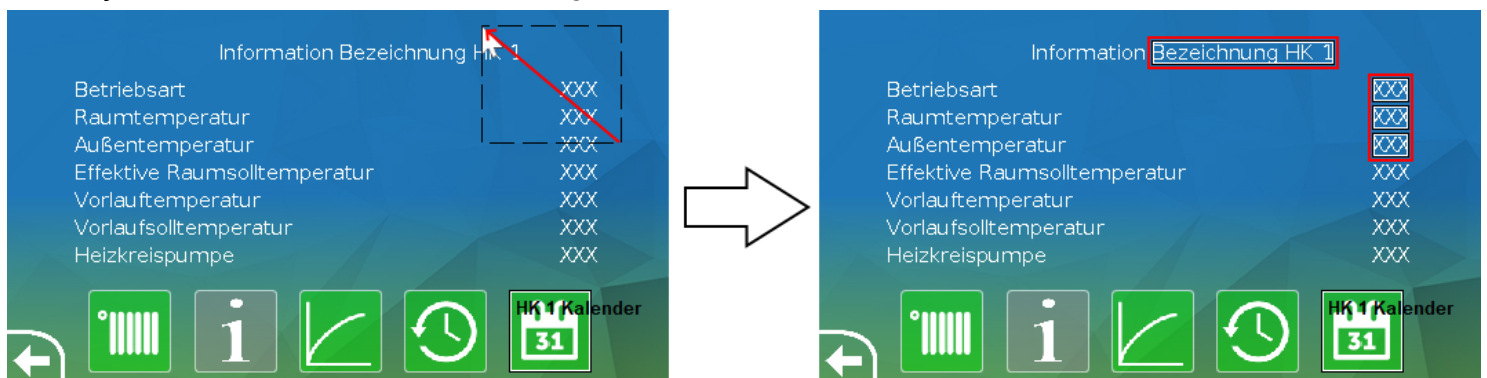 Information Bezeichnung HK 1
Betriebsart XXX
Raumtemperatur XXX
Außentemperatur XXX
Effektive Raumsolltemperatur XXX
Vorlauftemperatur XXX
Vorlaufsolltemperatur XXX
Heizkreispumpe XXX
HK 1 Kalender
31
Information Bezeichnung HK 1
Betriebsart XXX
Raumtemperatur XXX
Außentemperatur XXX
Effektive Raumsolltemperatur XXX
Vorlauftemperatur XXX
Vorlaufsolltemperatur XXX
Heizkreispumpe XXX
HK 1 Kalender
31